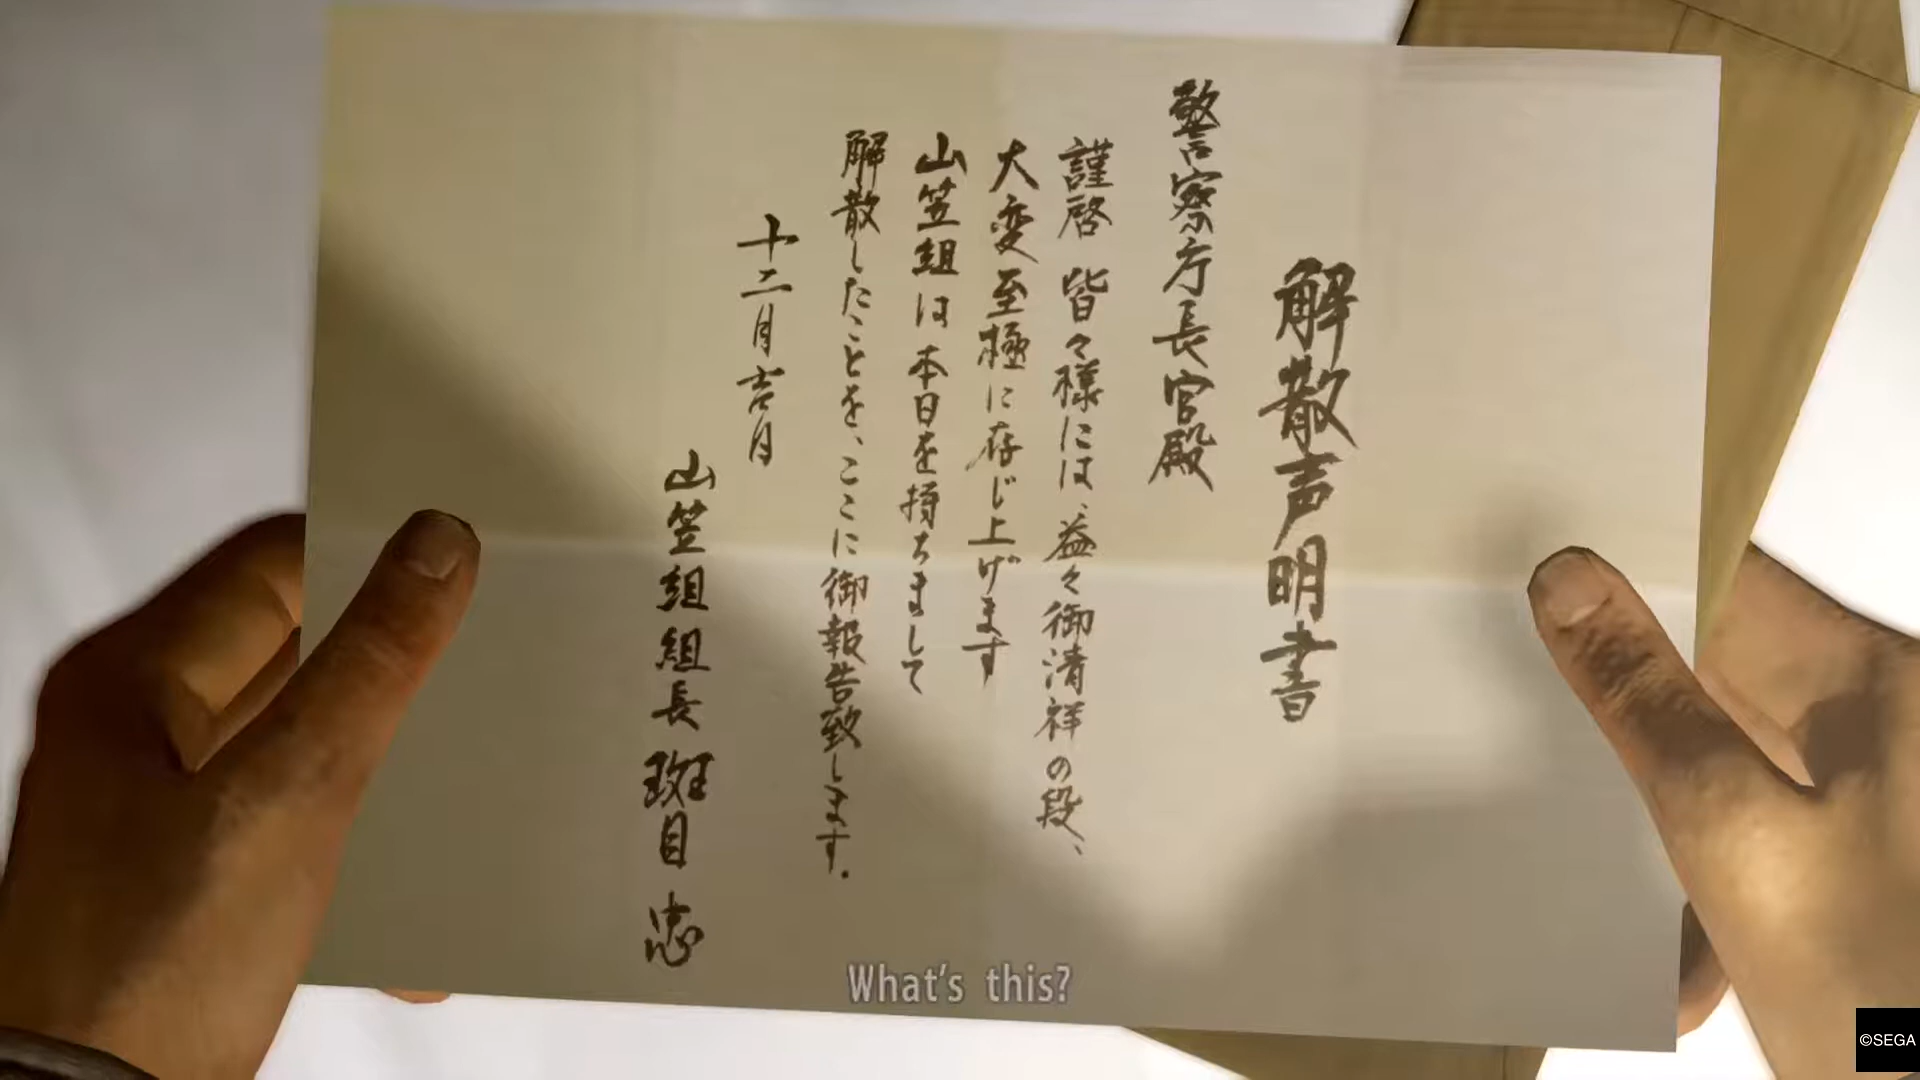 解散声明書
警察庁長官殿
謹啓 皆々様には、益々御清祥の段、
大変至極に存じ上げます
山笠組は本日を持ちまして
解散したことを、ここに御報告致します.
十二月吉日
山笠組組長 斑目 忠
What's this?
©SEGA